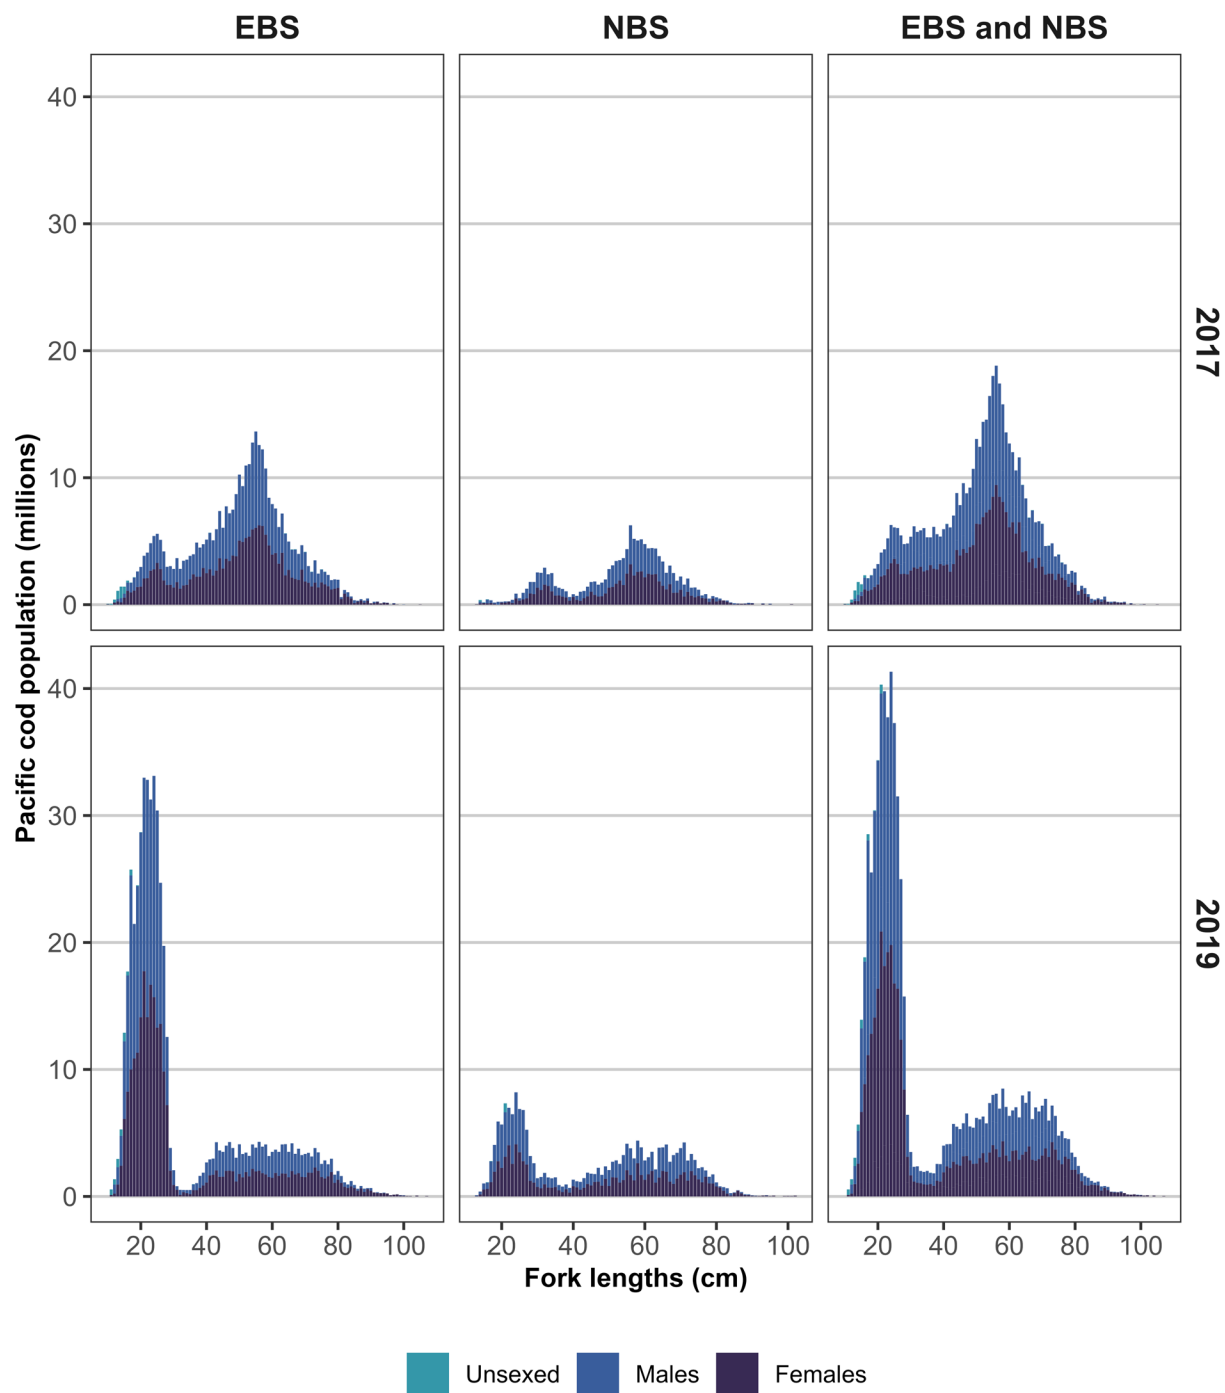 EBS NBS EBS and NBS
Pacific cod population (millions)
40
30
20
10
0
2017
40
30
20
10
0
2019
20 40 60 80 100 20 40 60 80 100 20 40 60 80 100
Fork lengths (cm)
Unsexed Males Females